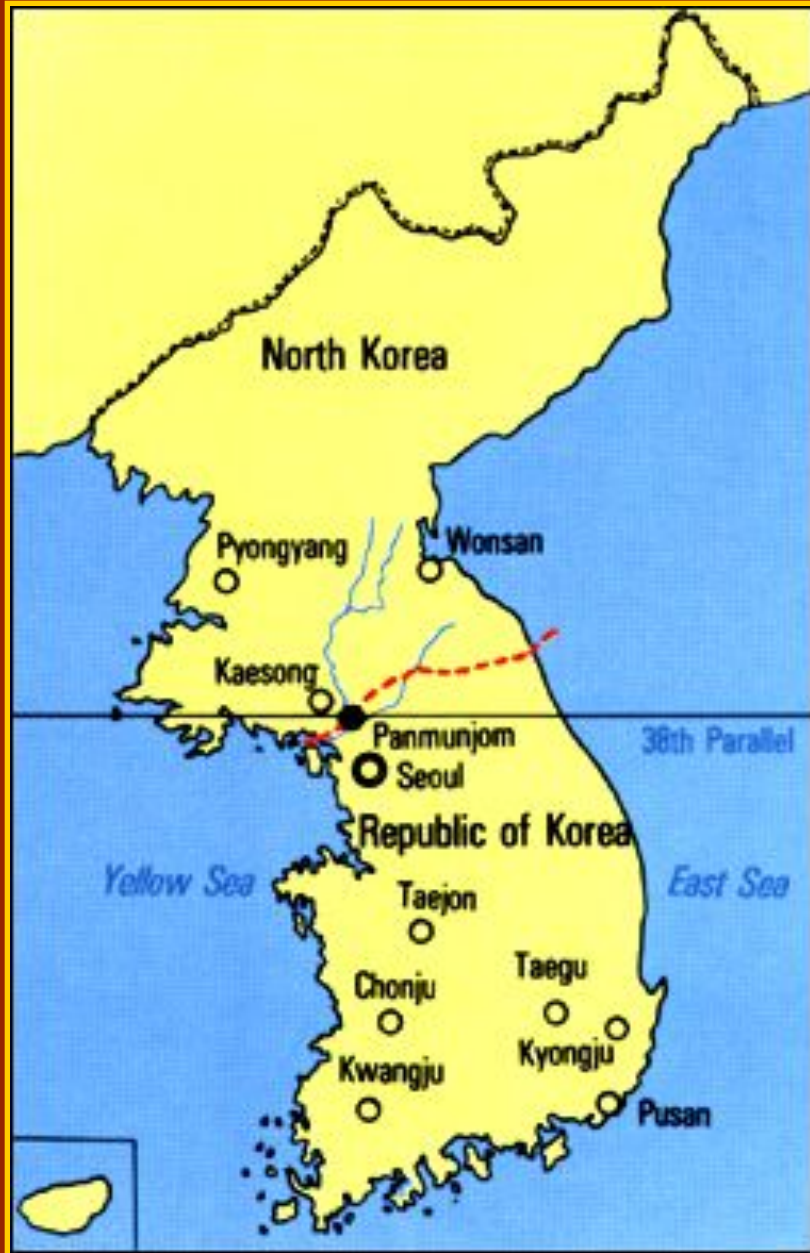 North Korea
Pyongyang
Wonsan
Kaesong
Panmunjom
38th Parallel
Seoul
Republic of Korea
Yellow Sea
East Sea
Taejon
Taegu
Chonju
Kyongju
Kwangju
Pusan